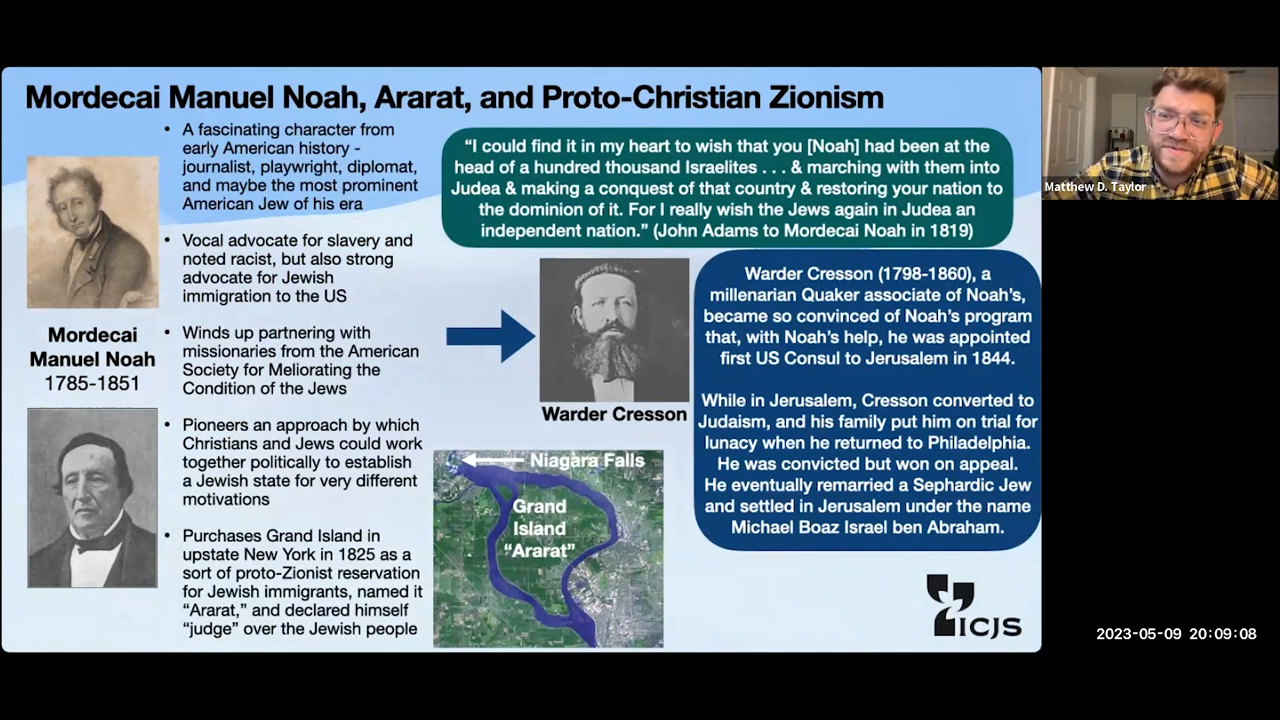 Mordecai Manuel Noah, Ararat, and Proto-Christian Zionism
Mordecai
Manuel Noah
1785-1851
• A fascinating character from
early American history -
journalist, playwright, diplomat,
and maybe the most prominent
American Jew of his era
• Vocal advocate for slavery and
noted racist, but also strong
advocate for Jewish
immigration to the US
• Winds up partnering with
missionaries from the American
Society for Meliorating the
Condition of the Jews
• Pioneers an approach by which
Christians and Jews could work
together politically to establish
a Jewish state for very different
motivations
• Purchases Grand Island in
upstate New York in 1825 as a
sort of proto-Zionist reservation
for Jewish immigrants, named it
“Ararat,” and declared himself
“judge” over the Jewish people
“I could find it in my heart to wish that you [Noah] had been at the
head of a hundred thousand Israelites . . . & marching with them into
Judea & making a conquest of that country & restoring your nation to
the dominion of it. For I really wish the Jews again in Judea an
independent nation.” (John Adams to Mordecai Noah in 1819)
Warder Cresson
Niagara Falls
Grand
Island
“Ararat”
Warder Cresson (1798-1860), a
millenarian Quaker associate of Noah’s,
became so convinced of Noah’s program
that, with Noah’s help, he was appointed
first US Consul to Jerusalem in 1844.
While in Jerusalem, Cresson converted to
Judaism, and his family put him on trial for
lunacy when he returned to Philadelphia.
He was convicted but won on appeal.
He eventually remarried a Sephardic Jew
and settled in Jerusalem under the name
Michael Boaz Israel ben Abraham.
ICJS
Matthew D. Taylor
2023-05-09 20:09:08